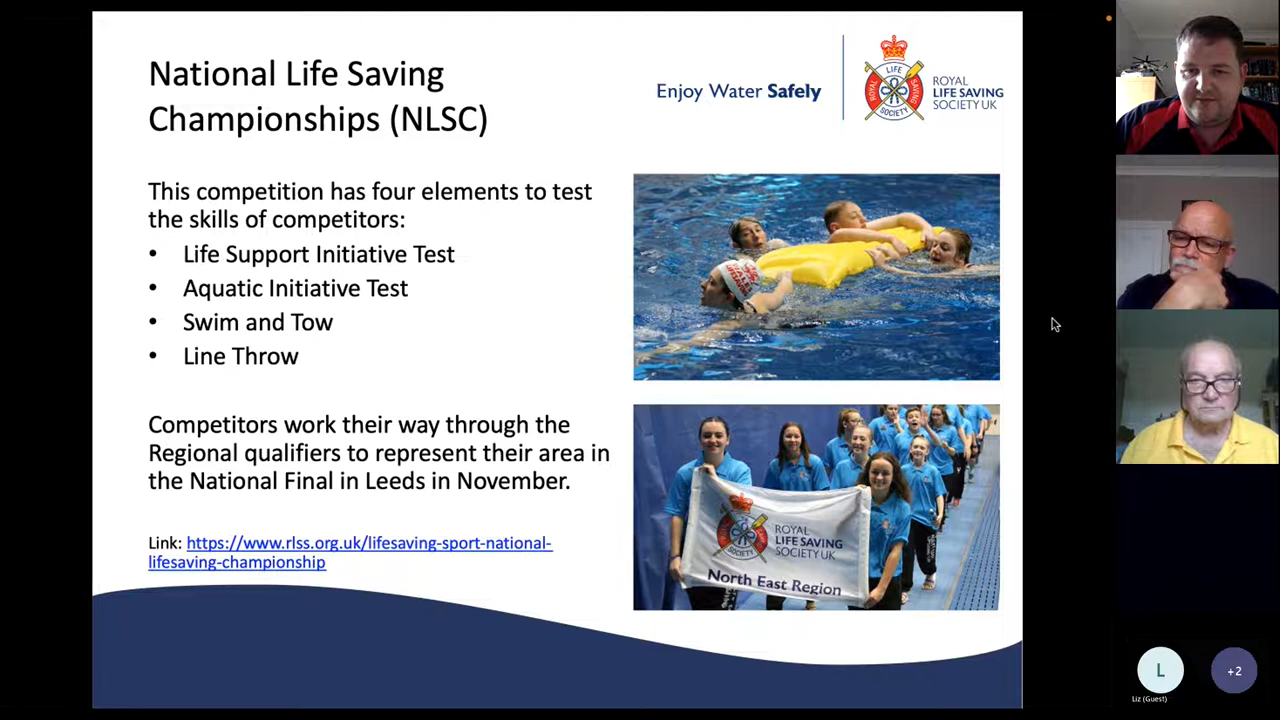 National Life Saving
Championships (NLSC)
Enjoy Water Safely
ROYAL
LIFE SAVING
SOCIETY UK
LIFE
ROYAL
SAVING
SOCIETY
This competition has four elements to test
the skills of competitors:
• Life Support Initiative Test
• Aquatic Initiative Test
• Swim and Tow
• Line Throw
Competitors work their way through the
Regional qualifiers to represent their area in
the National Final in Leeds in November.
Link: https://www.rlss.org.uk/lifesaving-sport-national-
lifesaving-championship
ROYAL
LIFE SAVING
SOCIETY UK
North East Region
L
+2
Liz (Guest)